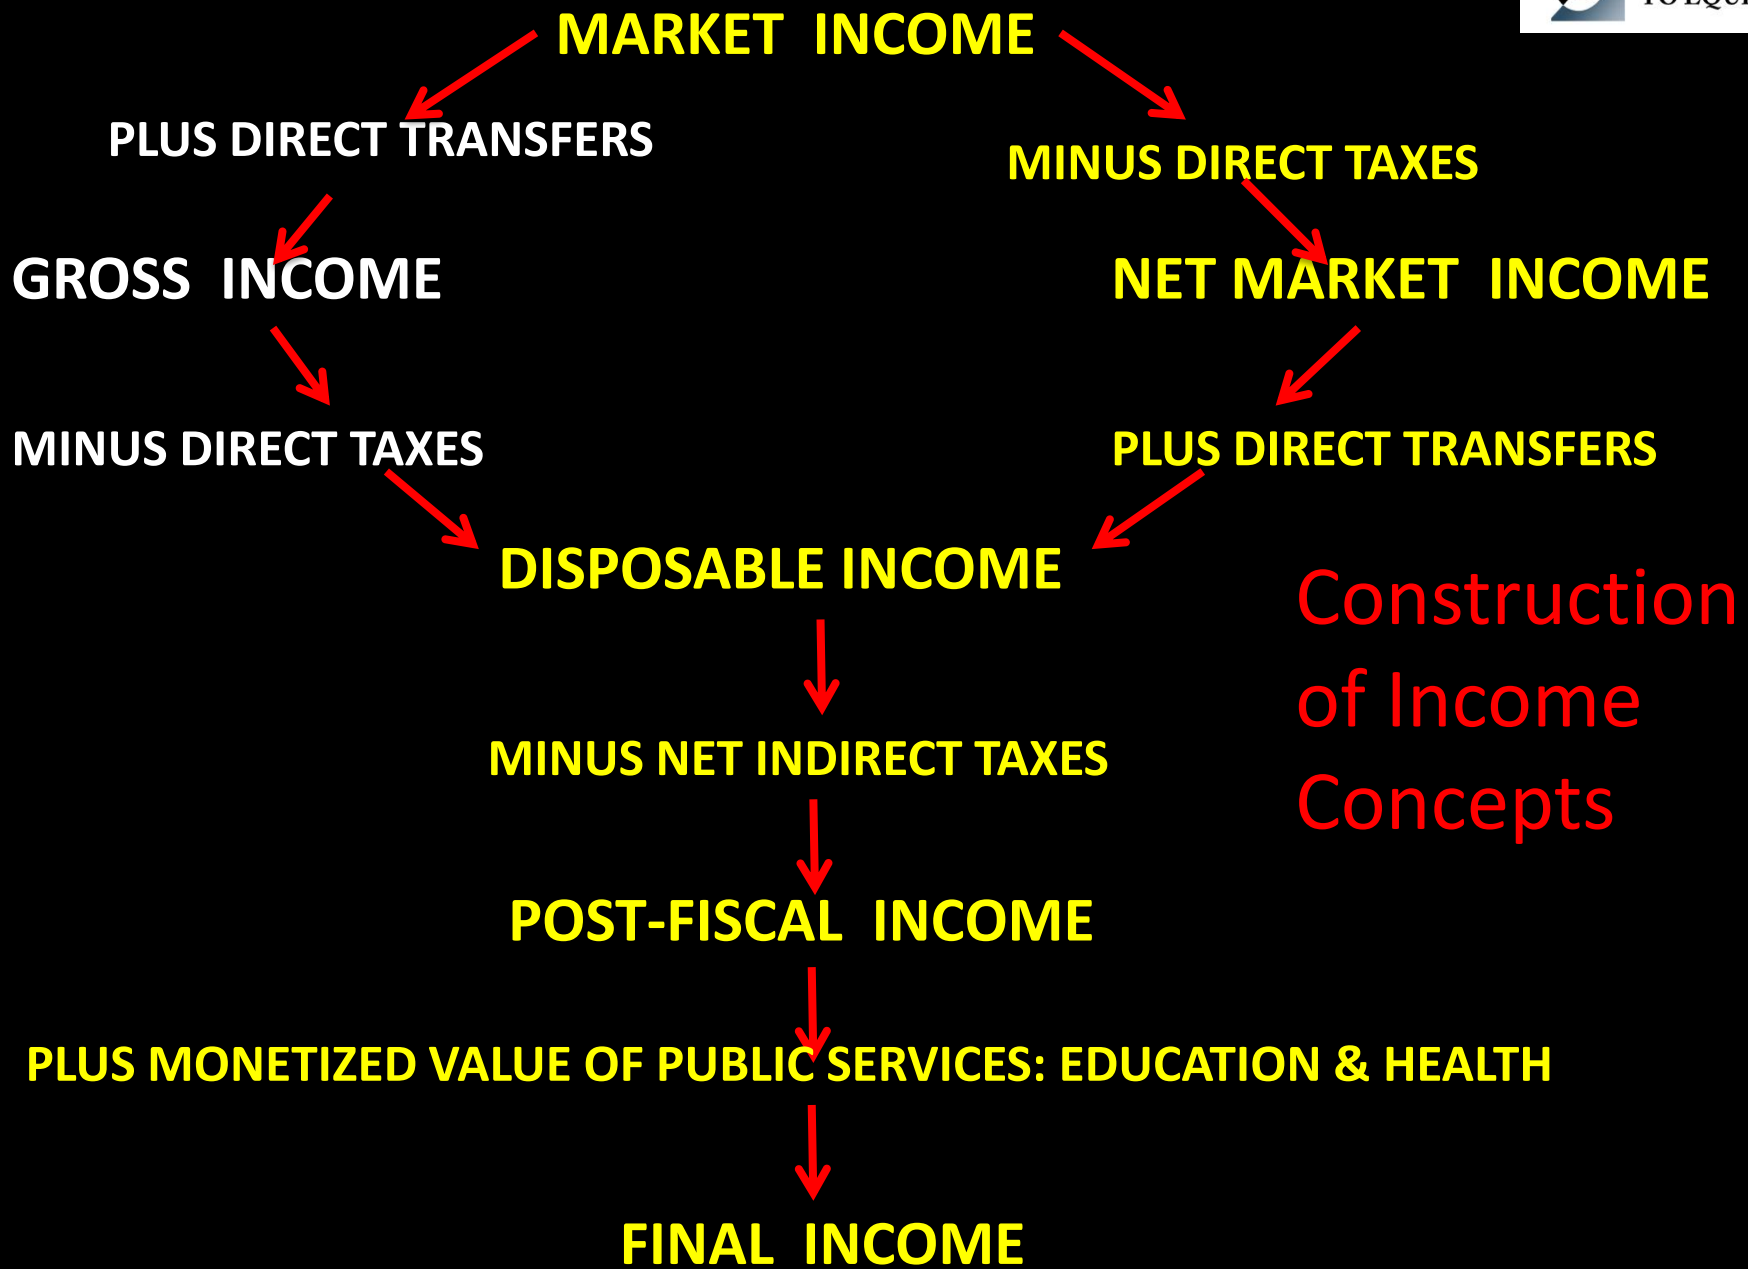 MARKET INCOME
PLUS DIRECT TRANSFERS
MINUS DIRECT TAXES
GROSS INCOME
NET MARKET INCOME
MINUS DIRECT TAXES
PLUS DIRECT TRANSFERS
DISPOSABLE INCOME
Construction
of Income
Concepts
MINUS NET INDIRECT TAXES
POST-FISCAL INCOME
PLUS MONETIZED VALUE OF PUBLIC SERVICES: EDUCATION & HEALTH
FINAL INCOME